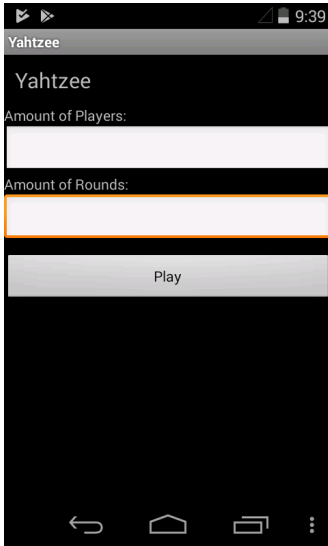 9:39
Yahtzee
Yahtzee
Amount of Players:
Amount of Rounds:
Play